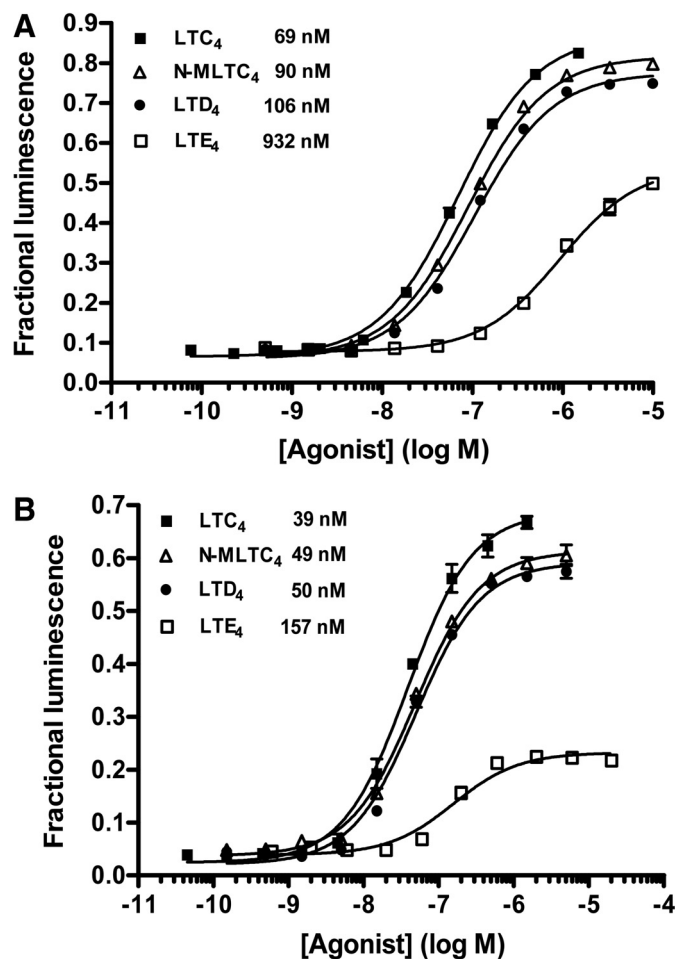 A
LTC4 69 nM
N-MLTC4 90 nM
LTD4 106 nM
LTE4 932 nM
Fractional luminescence
0.9
0.8
0.7
0.6
0.5
0.4
0.3
0.2
0.1
0.0
-11 -10 -9 -8 -7 -6 -5
[Agonist] (log M)
B
LTC4 39 nM
N-MLTC4 49 nM
LTD4 50 nM
LTE4 157 nM
Fractional luminescence
0.7
0.6
0.5
0.4
0.3
0.2
0.1
0.0
-11 -10 -9 -8 -7 -6 -5 -4
[Agonist] (log M)